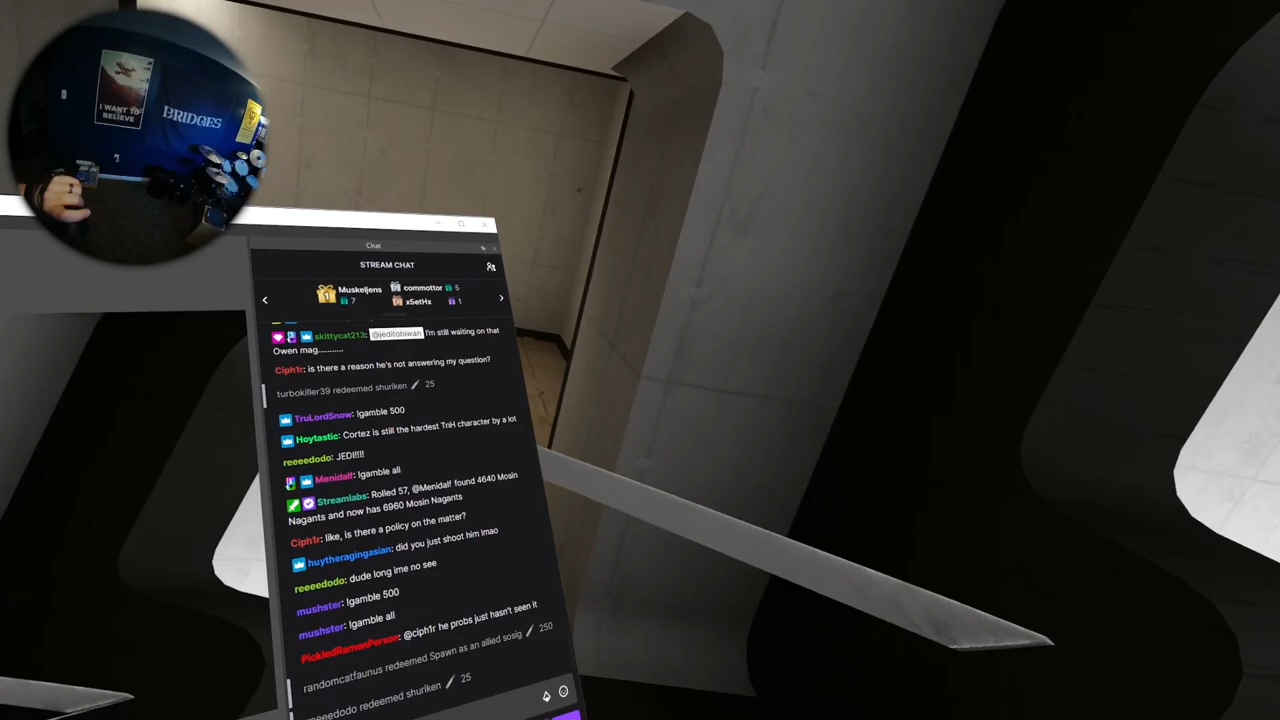 I WANT TO
BELIEVE
BRIDGES
Chat
STREAM CHAT
Muskeljens
7
commottor 5
x5etHx 1
skittycat213: @jeditobiwan I'm still waiting on that
Owen mag...........
Ciph1r: is there a reason he's not answering my question?
turbokiller39 redeemed shuriken 25
TruLordSnow: !gamble 500
Hoytastic: Cortez is still the hardest TnH character by a lot
reeeedodo: JEDI!!!!
Menidalf: !gamble all
Streamlabs: Rolled 57, @Menidalf found 4640 Mosin
Nagants and now has 6960 Mosin Nagants
Ciph1r: like, is there a policy on the matter?
huytheragingasian: did you just shoot him lmao
reeeedodo: dude long ime no see
mushster: !gamble 500
mushster: !gamble all
PickledRamenPerson: @ciph1r he probs just hasn't seen it
randomcatfaunus redeemed Spawn as an allied sosig 250
reeeedodo redeemed shuriken 25